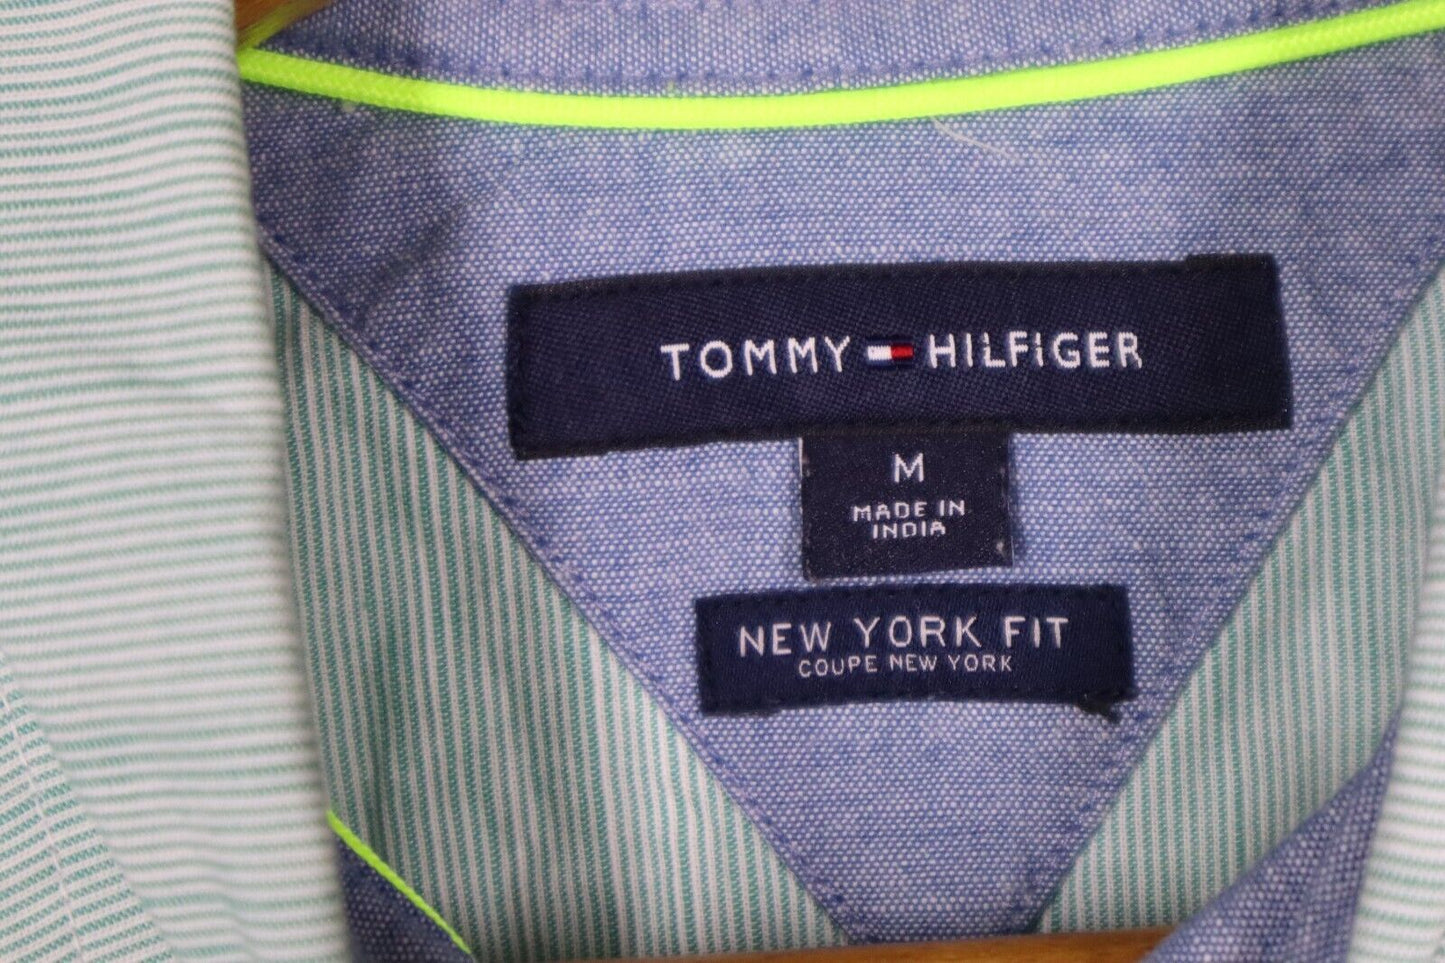 TOMMY HILFIGER
M
MADE IN
INDIA
NEW YORK FIT
COUPE NEW YORK